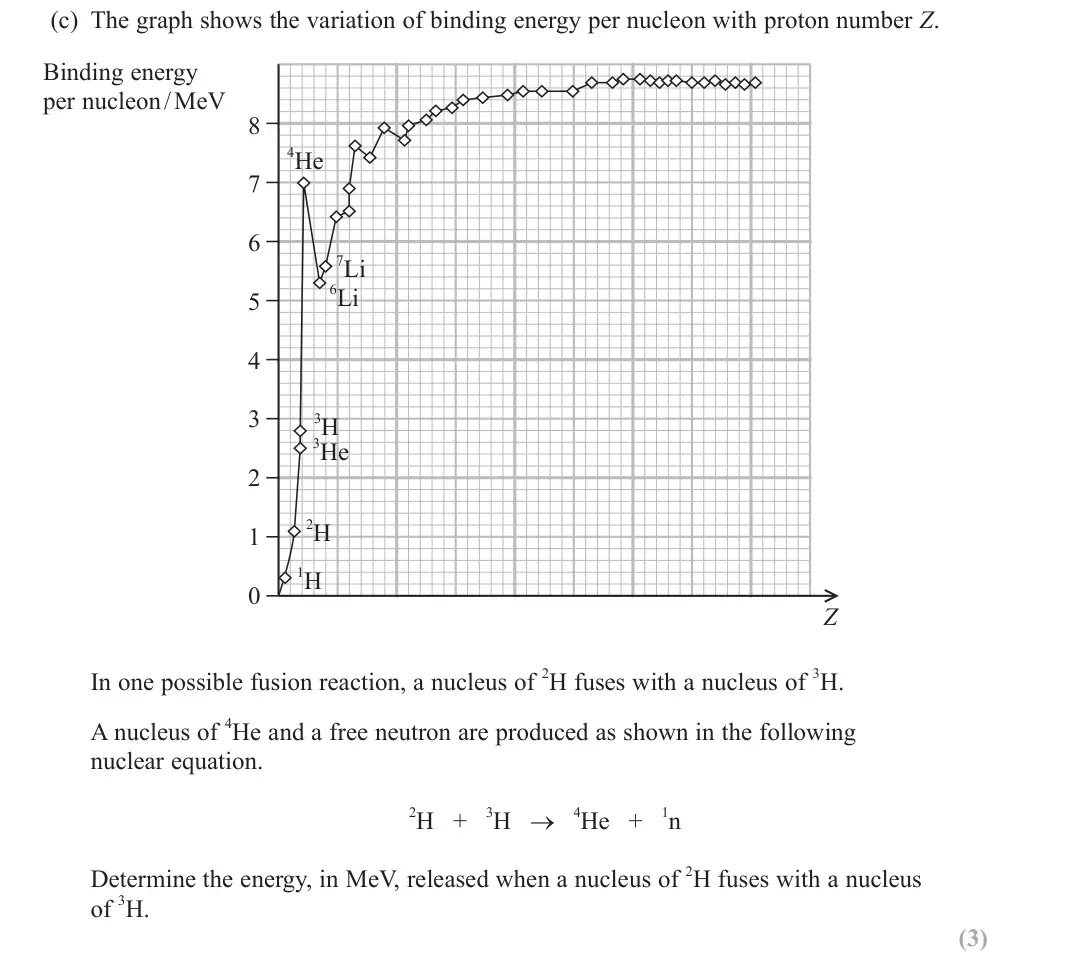 (c) The graph shows the variation of binding energy per nucleon with proton number Z.
Binding energy
per nucleon / MeV
8
⁴He
7
6
⁷Li
⁶Li
5
4
3
³H
³He
2
²H
1
¹H
0
Z
In one possible fusion reaction, a nucleus of ²H fuses with a nucleus of ³H.
A nucleus of ⁴He and a free neutron are produced as shown in the following
nuclear equation.
²H + ³H → ⁴He + ¹n
Determine the energy, in MeV, released when a nucleus of ²H fuses with a nucleus
of ³H.
(3)